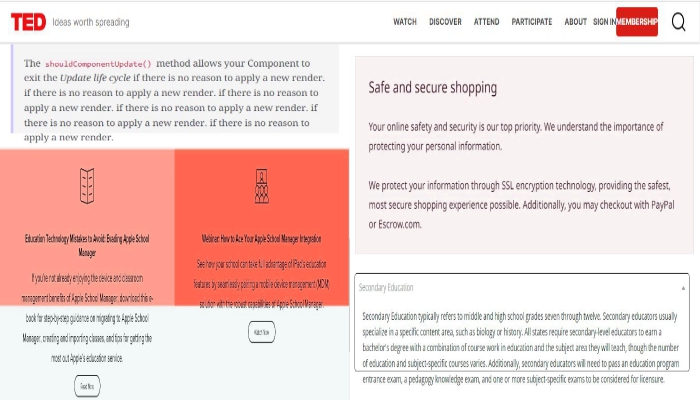 TED Ideas worth spreading WATCH DISCOVER ATTEND PARTICIPATE ABOUT SIGN IN MEMBERSHIP
The shouldComponentUpdate() method allows your Component to
exit the Update life cycle if there is no reason to apply a new render.
if there is no reason to apply a new render. if there is no reason to
apply a new render. if there is no reason to apply a new render. if
there is no reason to apply a new render. if there is no reason to
apply a new render.
Education Technology Mistakes to Avoid: Evading Apple School
Manager
If you're not already enjoying the device and classroom
management benefits of Apple School Manager, download this e-
book for step-by-step guidance on migrating to Apple School
Manager, creating and importing classes, and tips for getting the
most out Apple's education service.
Read More
Webinar: How to Ace Your Apple School Manager Integration
See how your school can take full advantage of iPad's education
features by seamlessly pairing a mobile device management (MDM)
solution with the robust capabilities of Apple School Manager.
Watch Now
Safe and secure shopping
Your online safety and security is our top priority. We understand the importance of
protecting your personal information.
We protect your information through SSL encryption technology, providing the safest,
most secure shopping experience possible. Additionally, you may checkout with PayPal
or Escrow.com.
Secondary Education
Secondary Education typically refers to middle and high school grades seven through twelve. Secondary educators usually
specialize in a specific content area, such as biology or history. All states require secondary-level educators to earn a
bachelor's degree with a combination of course work in education and the subject area they will teach, though the number
of education and subject-specific courses varies. Additionally, secondary educators will need to pass an education program
entrance exam, a pedagogy knowledge exam, and one or more subject-specific exams to be considered for licensure.